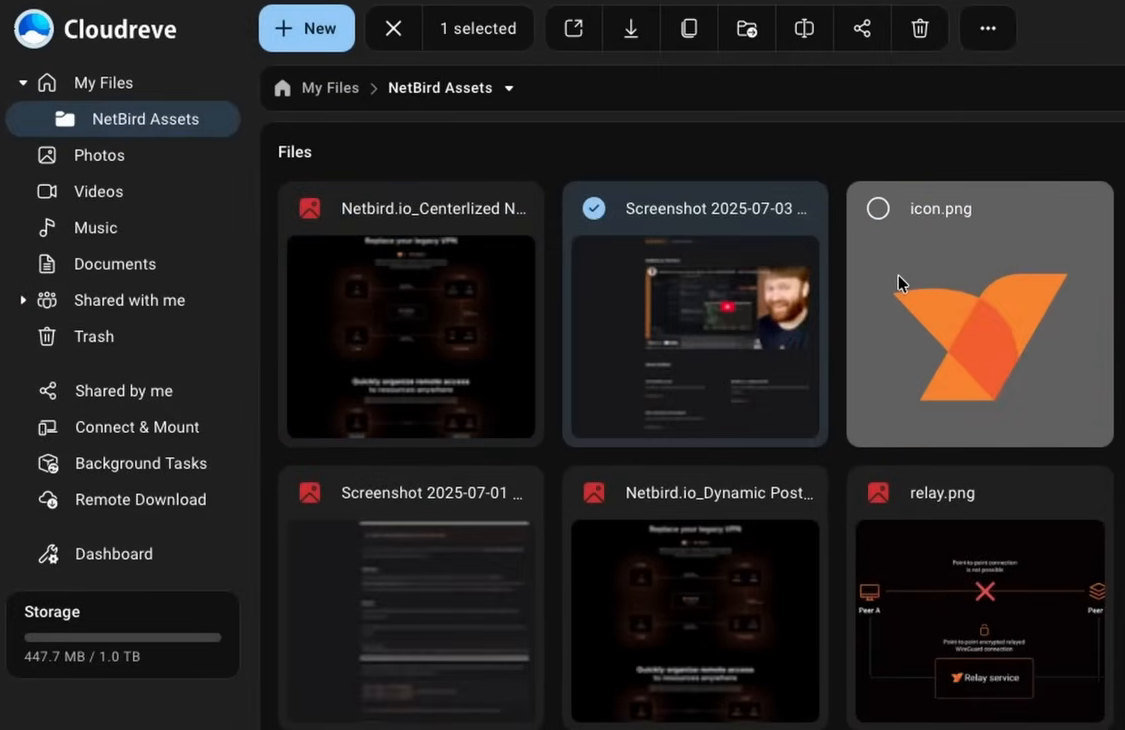 Cloudreve
New
1 selected
My Files
NetBird Assets
Photos
Videos
Music
Documents
Shared with me
Trash
Shared by me
Connect & Mount
Background Tasks
Remote Download
Dashboard
Storage
447.7 MB / 1.0 TB
My Files
NetBird Assets
Files
Netbird.io_Centerlized N...
Screenshot 2025-07-03 ...
icon.png
Replace your legacy VPN
Quickly organize remote access
to resources anywhere
Screenshot 2025-07-01 ...
Netbird.io_Dynamic Post...
relay.png
Replace your legacy VPN
Quickly organize remote access
to resources anywhere
Point-to-point connection
is not possible
Peer A
Peer
Point-to-point encrypted relayed
WireGuard connection
Relay service